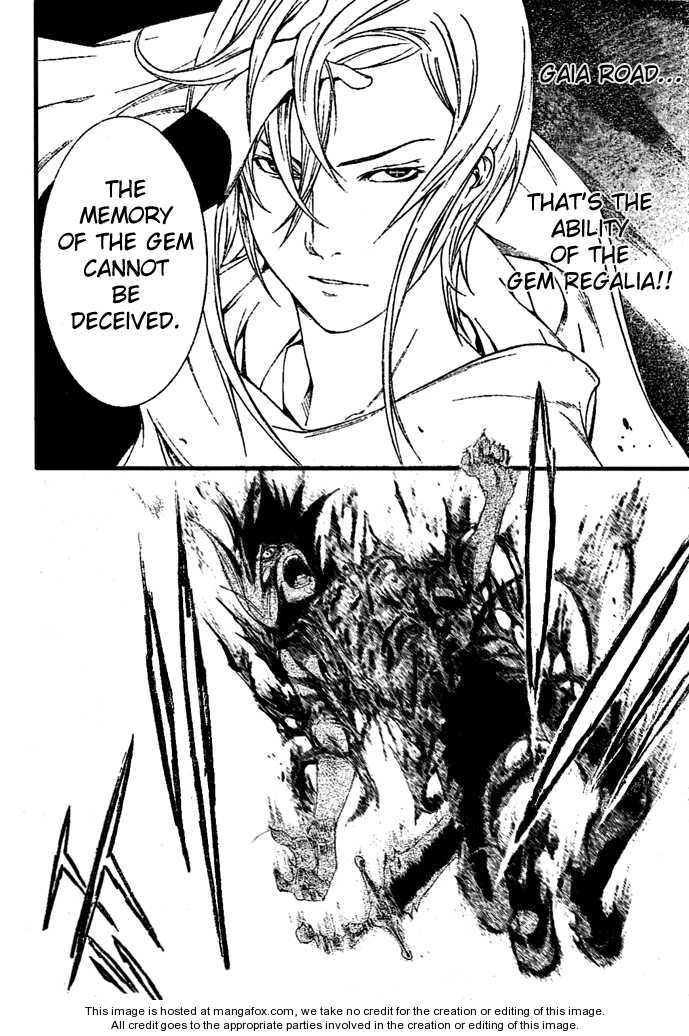 GAIA ROAD...
THAT'S THE
ABILITY
OF THE
GEM REGALIA!!
THE
MEMORY
OF THE GEM
CANNOT
BE
DECEIVED.
This image is hosted at mangafox.com, we take no credit for the creation or editing of this image.
All credit goes to the appropriate parties involved in the creation or editing of this image.